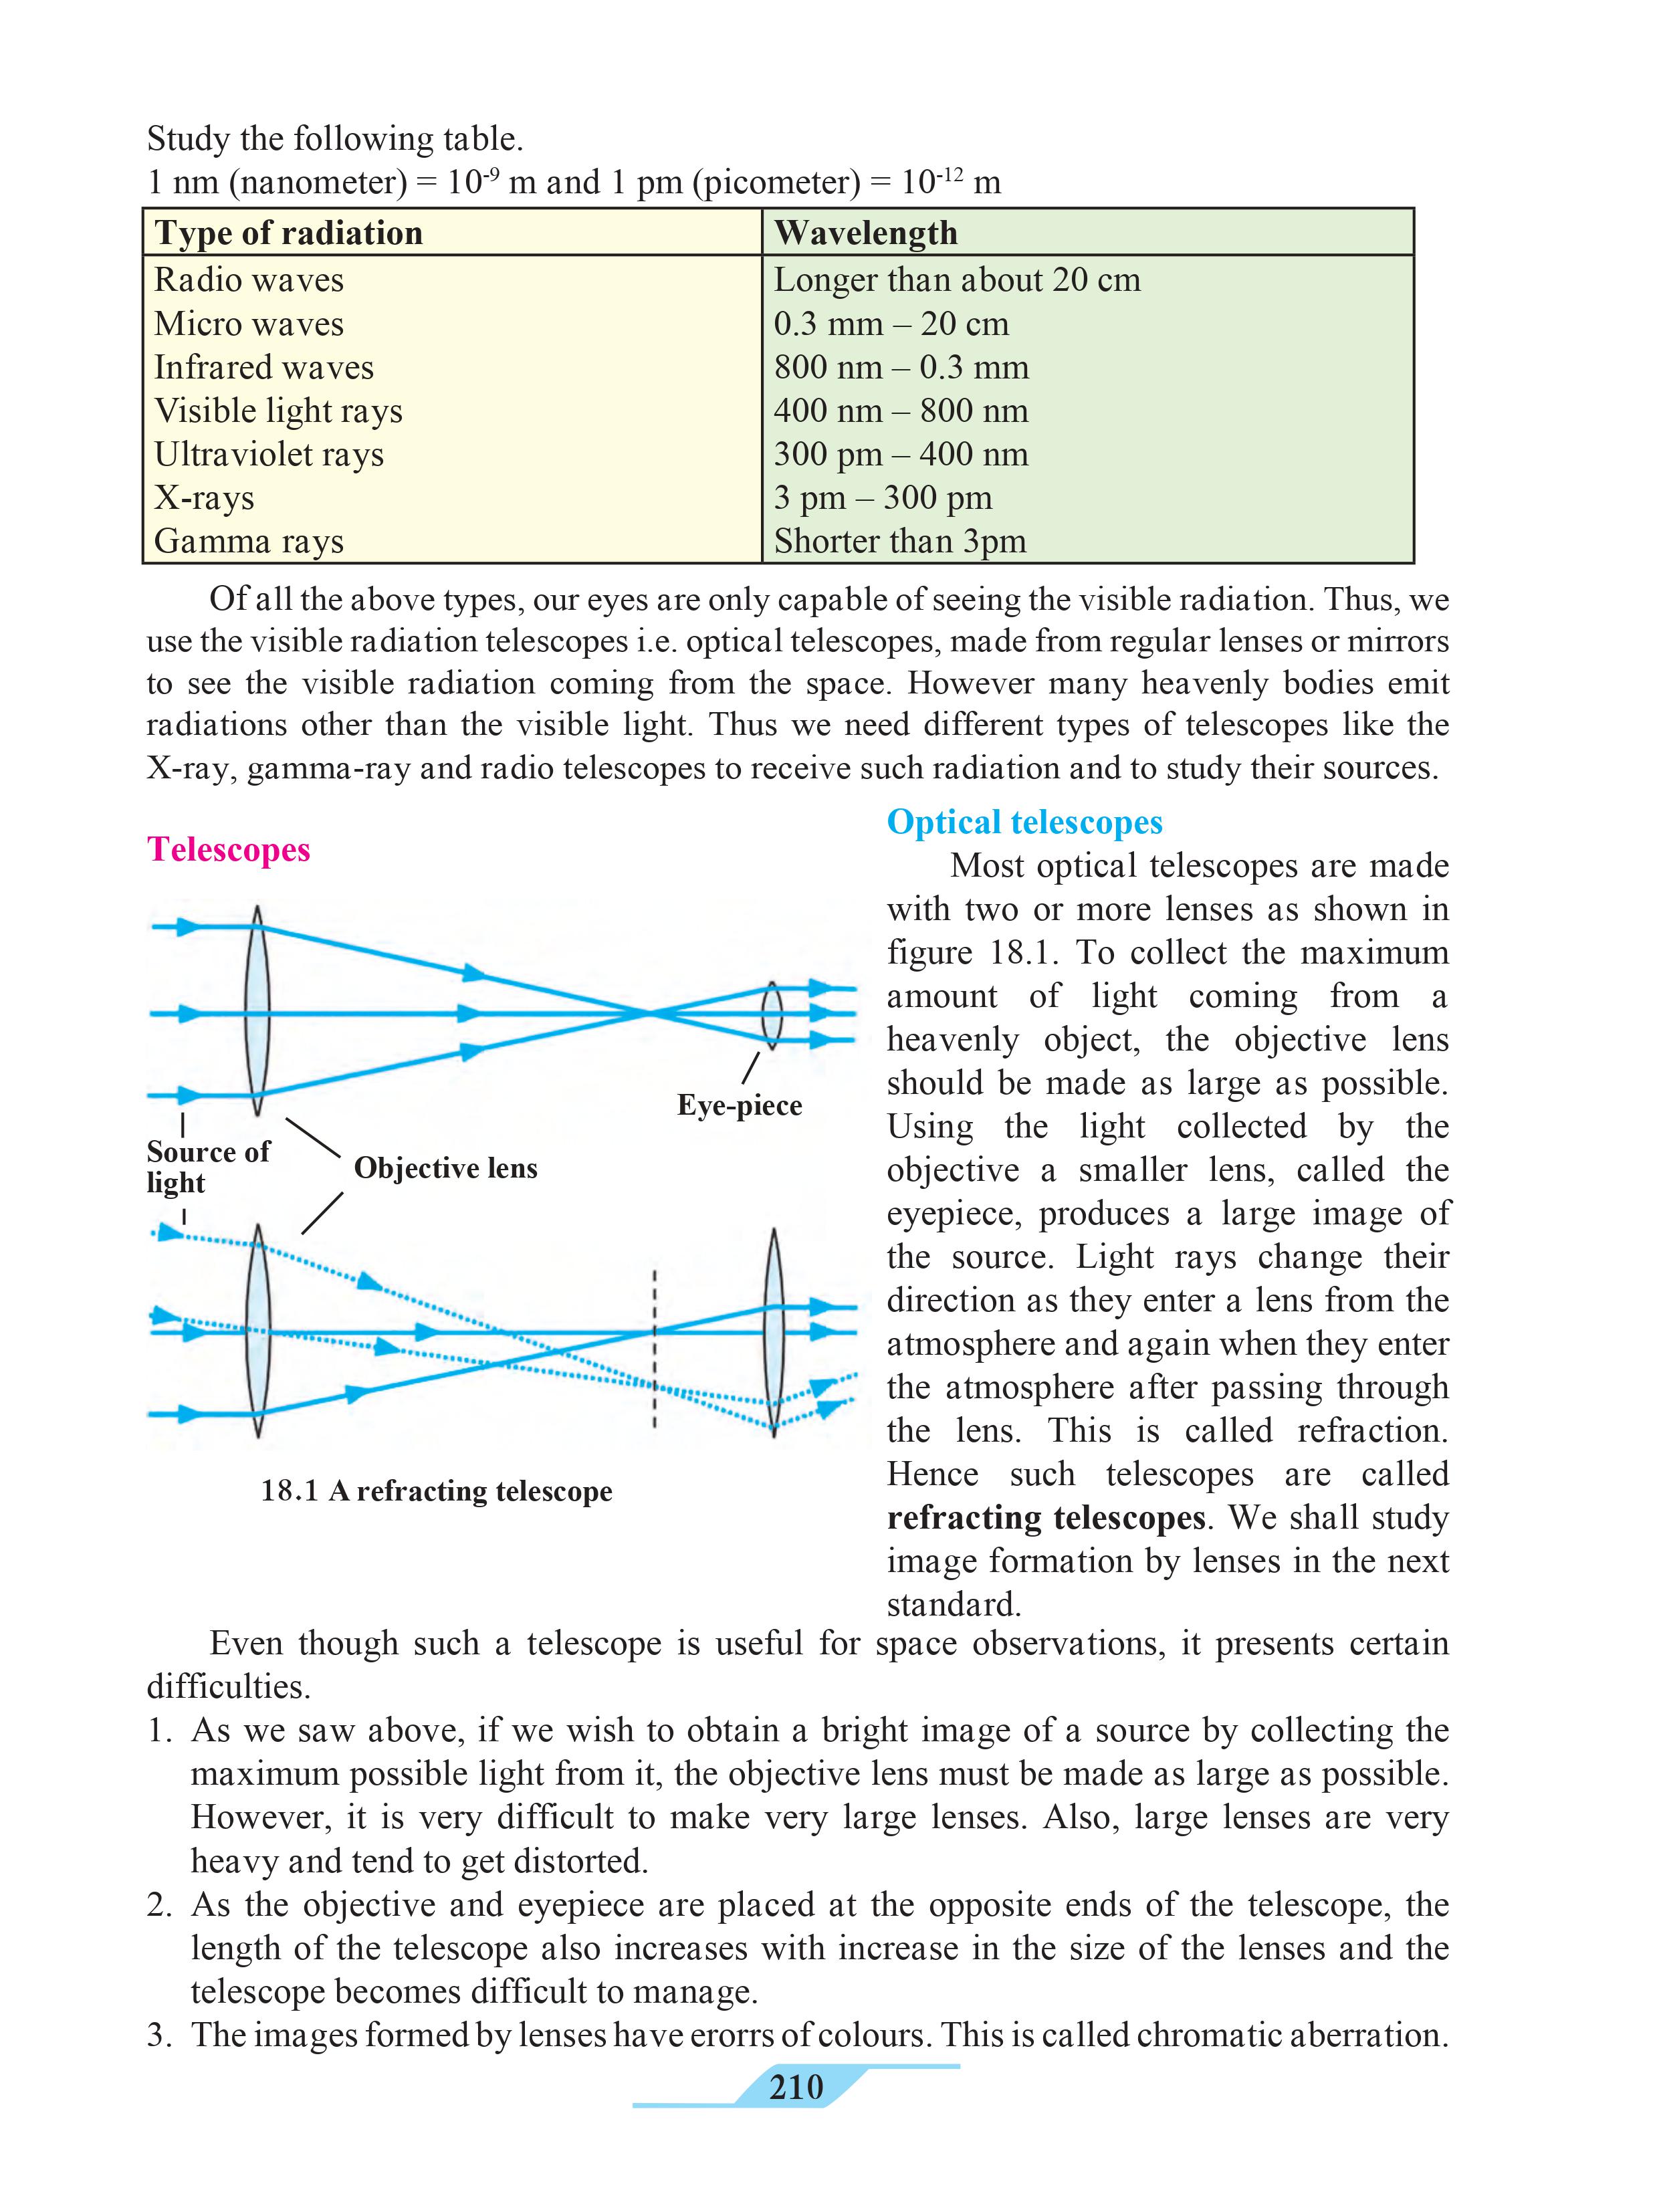 Study the following table.
1 nm (nanometer) = 10⁻⁹ m and 1 pm (picometer) = 10⁻¹² m
Type of radiation Wavelength
Radio waves Longer than about 20 cm
Micro waves 0.3 mm – 20 cm
Infrared waves 800 nm – 0.3 mm
Visible light rays 400 nm – 800 nm
Ultraviolet rays 300 pm – 400 nm
X-rays 3 pm – 300 pm
Gamma rays Shorter than 3pm
Of all the above types, our eyes are only capable of seeing the visible radiation. Thus, we
use the visible radiation telescopes i.e. optical telescopes, made from regular lenses or mirrors
to see the visible radiation coming from the space. However many heavenly bodies emit
radiations other than the visible light. Thus we need different types of telescopes like the
X-ray, gamma-ray and radio telescopes to receive such radiation and to study their sources.
Telescopes
Eye-piece
Source of
light
Objective lens
18.1 A refracting telescope
Optical telescopes
Most optical telescopes are made
with two or more lenses as shown in
figure 18.1. To collect the maximum
amount of light coming from a
heavenly object, the objective lens
should be made as large as possible.
Using the light collected by the
objective a smaller lens, called the
eyepiece, produces a large image of
the source. Light rays change their
direction as they enter a lens from the
atmosphere and again when they enter
the atmosphere after passing through
the lens. This is called refraction.
Hence such telescopes are called
refracting telescopes. We shall study
image formation by lenses in the next
standard.
Even though such a telescope is useful for space observations, it presents certain
difficulties.
1. As we saw above, if we wish to obtain a bright image of a source by collecting the
maximum possible light from it, the objective lens must be made as large as possible.
However, it is very difficult to make very large lenses. Also, large lenses are very
heavy and tend to get distorted.
2. As the objective and eyepiece are placed at the opposite ends of the telescope, the
length of the telescope also increases with increase in the size of the lenses and the
telescope becomes difficult to manage.
3. The images formed by lenses have erorrs of colours. This is called chromatic aberration.
210